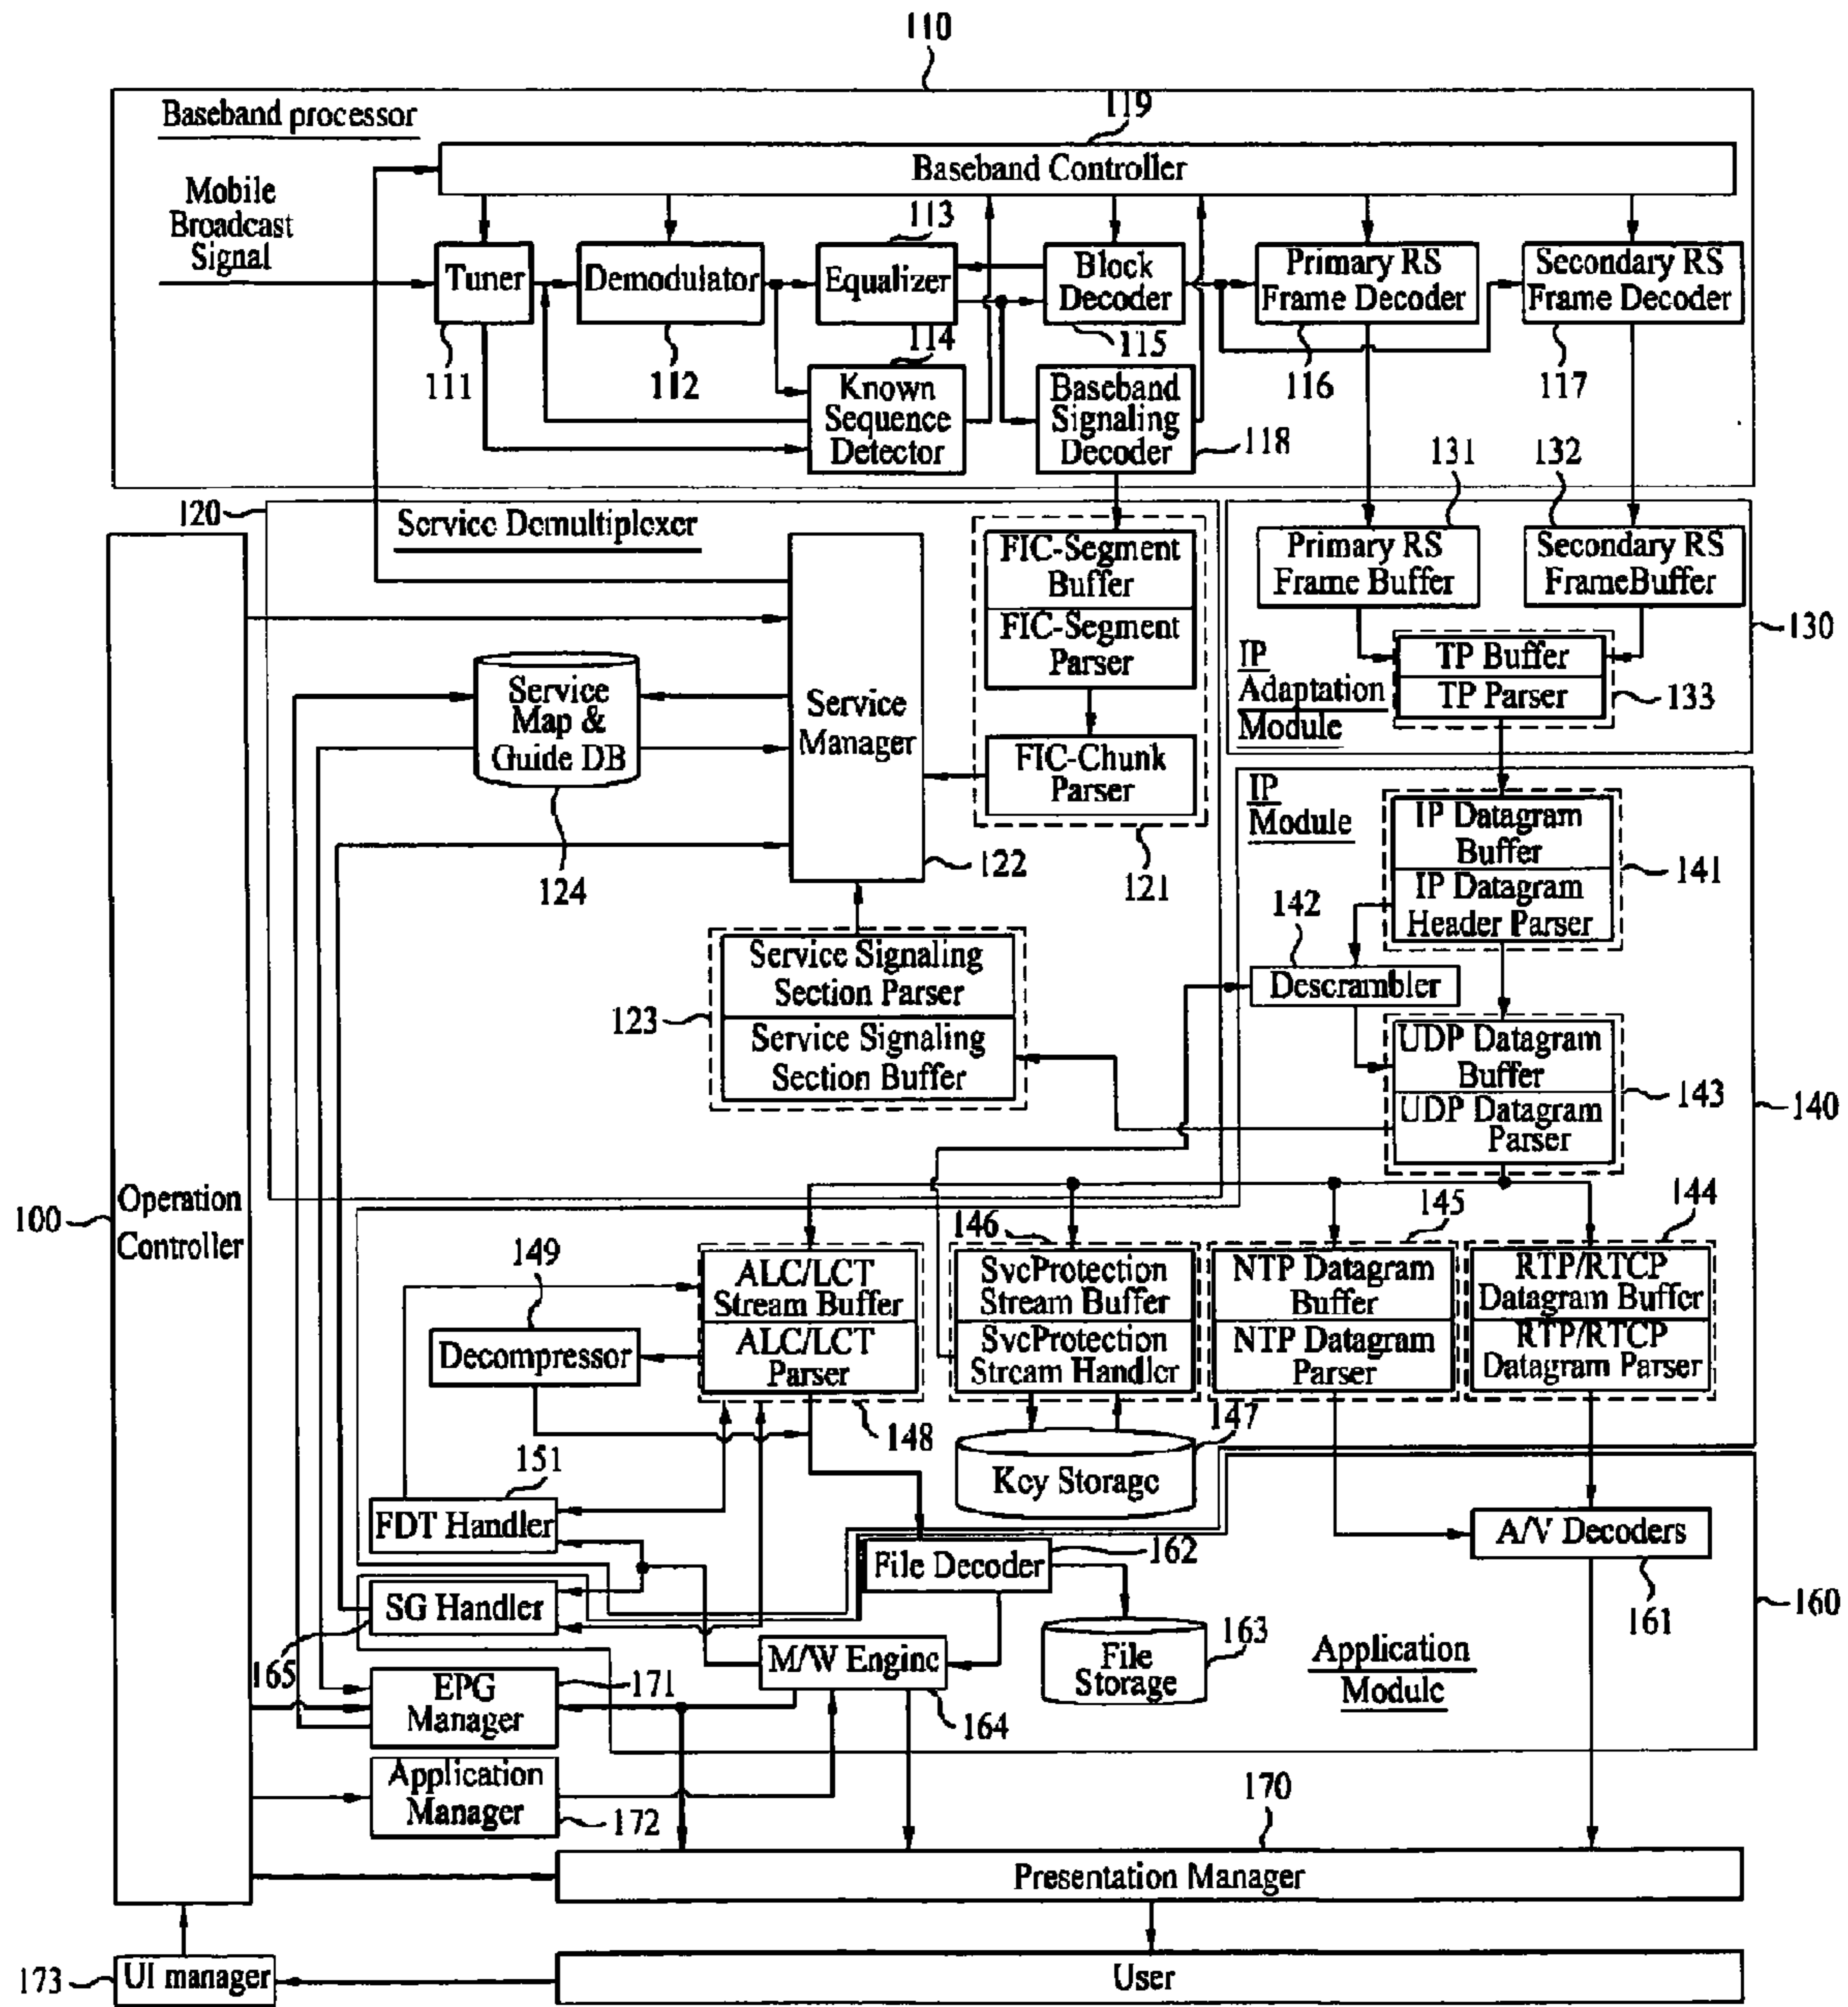 110
Baseband processor
119
Baseband Controller
Mobile
Broadcast
Signal
113
Tuner
Demodulator
Equalizer
Block
Decoder
Primary RS
Frame Decoder
Secondary RS
Frame Decoder
111
112
114
115
116
117
Known
Sequence
Detector
Baseband
Signaling
Decoder
118
131
132
120
Service Demultiplexer
FIC-Segment
Buffer
FIC-Segment
Parser
Primary RS
Frame Buffer
Secondary RS
FrameBuffer
130
IP
Adaptation
Module
TP Buffer
TP Parser
133
Service
Map &
Guide DB
124
Service
Manager
122
FIC-Chunk
Parser
121
IP
Module
IP Datagram
Buffer
IP Datagram
Header Parser
141
142
Descrambler
123
Service Signaling
Section Parser
Service Signaling
Section Buffer
UDP Datagram
Buffer
UDP Datagram
Parser
143
140
100
Operation
Controller
149
146
145
144
Decompressor
ALC/LCT
Stream Buffer
ALC/LCT
Parser
148
SvcProtection
Stream Buffer
SvcProtection
Stream Handler
NTP Datagram
Buffer
NTP Datagram
Parser
RTP/RTCP
Datagram Buffer
RTP/RTCP
Datagram Parser
147
Key Storage
151
FDT Handler
File Decoder
162
A/V Decoders
161
160
SG Handler
165
163
File
Storage
M/W Engine
164
Application
Module
EPG
Manager
171
Application
Manager
172
170
Presentation Manager
173
UI manager
User